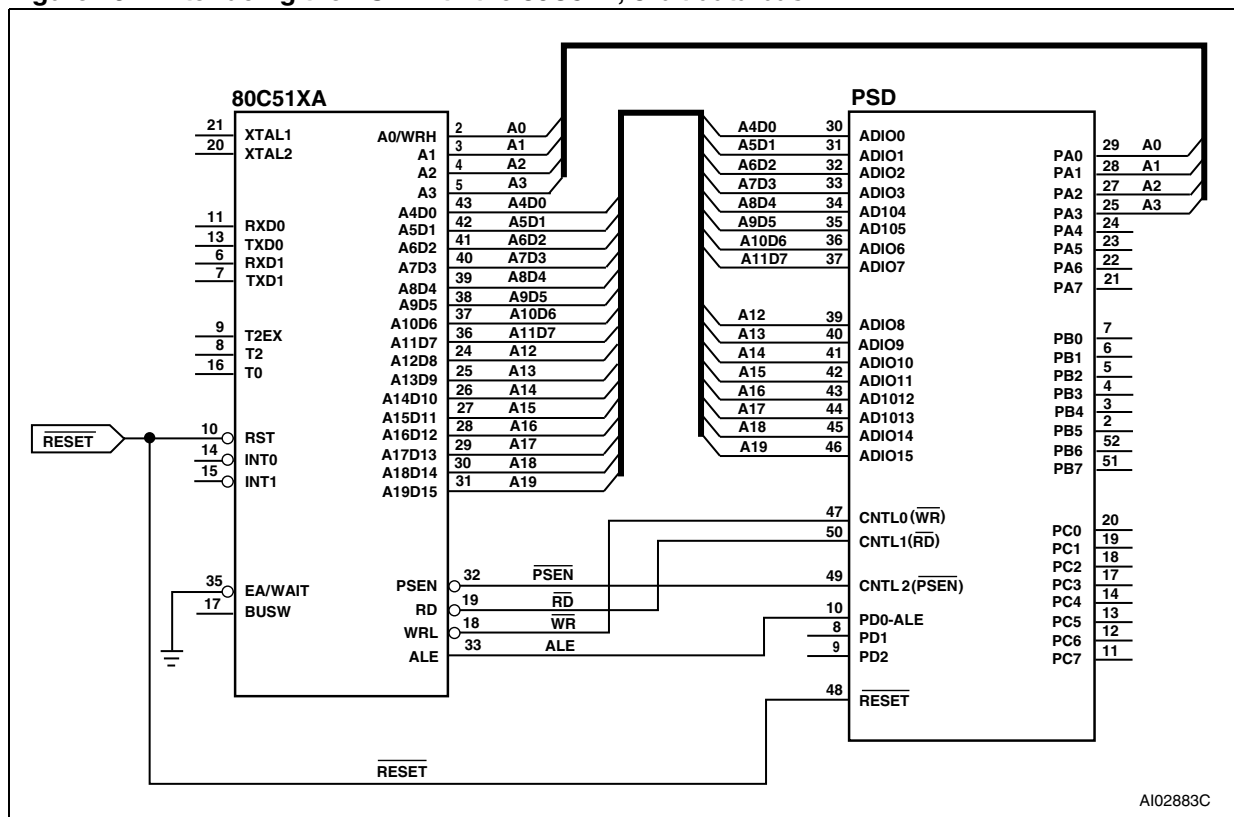 80C51XA
PSD
21 XTAL1
20 XTAL2
11 RXD0
13 TXD0
6 RXD1
7 TXD1
9 T2EX
8 T2
16 T0
RESET
10 RST
14 INT0
15 INT1
35 EA/WAIT
17 BUSW
A0/WRH 2 A0
A1 3 A1
A2 4 A2
A3 5 A3
A4D0 43 A4D0
A5D1 42 A5D1
A6D2 41 A6D2
A7D3 40 A7D3
A8D4 39 A8D4
A9D5 38 A9D5
A10D6 37 A10D6
A11D7 36 A11D7
A12D8 24 A12
A13D9 25 A13
A14D10 26 A14
A15D11 27 A15
A16D12 28 A16
A17D13 29 A17
A18D14 30 A18
A19D15 31 A19
PSEN 32 PSEN
RD 19 RD
WRL 18 WR
ALE 33 ALE
A4D0 30 ADIO0
A5D1 31 ADIO1
A6D2 32 ADIO2
A7D3 33 ADIO3
A8D4 34 AD104
A9D5 35 AD105
A10D6 36 ADIO6
A11D7 37 ADIO7
A12 39 ADIO8
A13 40 ADIO9
A14 41 ADIO10
A15 42 ADIO11
A16 43 AD1012
A17 44 AD1013
A18 45 ADIO14
A19 46 ADIO15
47 CNTL0(WR)
50 CNTL1(RD)
49 CNTL2(PSEN)
10 PD0-ALE
8 PD1
9 PD2
48 RESET
PA0 29 A0
PA1 28 A1
PA2 27 A2
PA3 25 A3
PA4 24
PA5 23
PA6 22
PA7 21
PB0 7
PB1 6
PB2 5
PB3 4
PB4 3
PB5 2
PB6 52
PB7 51
PC0 20
PC1 19
PC2 18
PC3 17
PC4 14
PC5 13
PC6 12
PC7 11
RESET
AI02883C